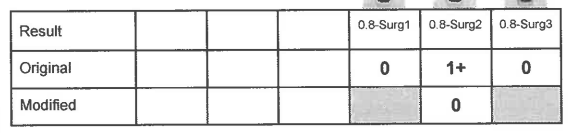 Result 0.8-Surg1 0.8-Surg2 0.8-Surg3
Original 0 1+ 0
Modified 0